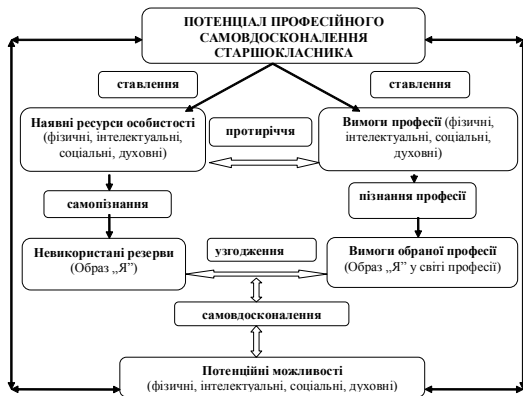 ПОТЕНЦІАЛ ПРОФЕСІЙНОГО
САМОВДОСКОНАЛЕННЯ
СТАРШОКЛАСНИКА
ставлення
ставлення
Наявні ресурси особистості
(фізичні, інтелектуальні,
соціальні, духовні)
протиріччя
Вимоги професії (фізичні,
інтелектуальні, соціальні,
духовні)
самопізнання
пізнання професії
Невикористані резерви
(Образ „Я”)
узгодження
Вимоги обраної професії
(Образ „Я” у світі професії)
самовдосконалення
Потенційні можливості
(фізичні, інтелектуальні, соціальні, духовні)